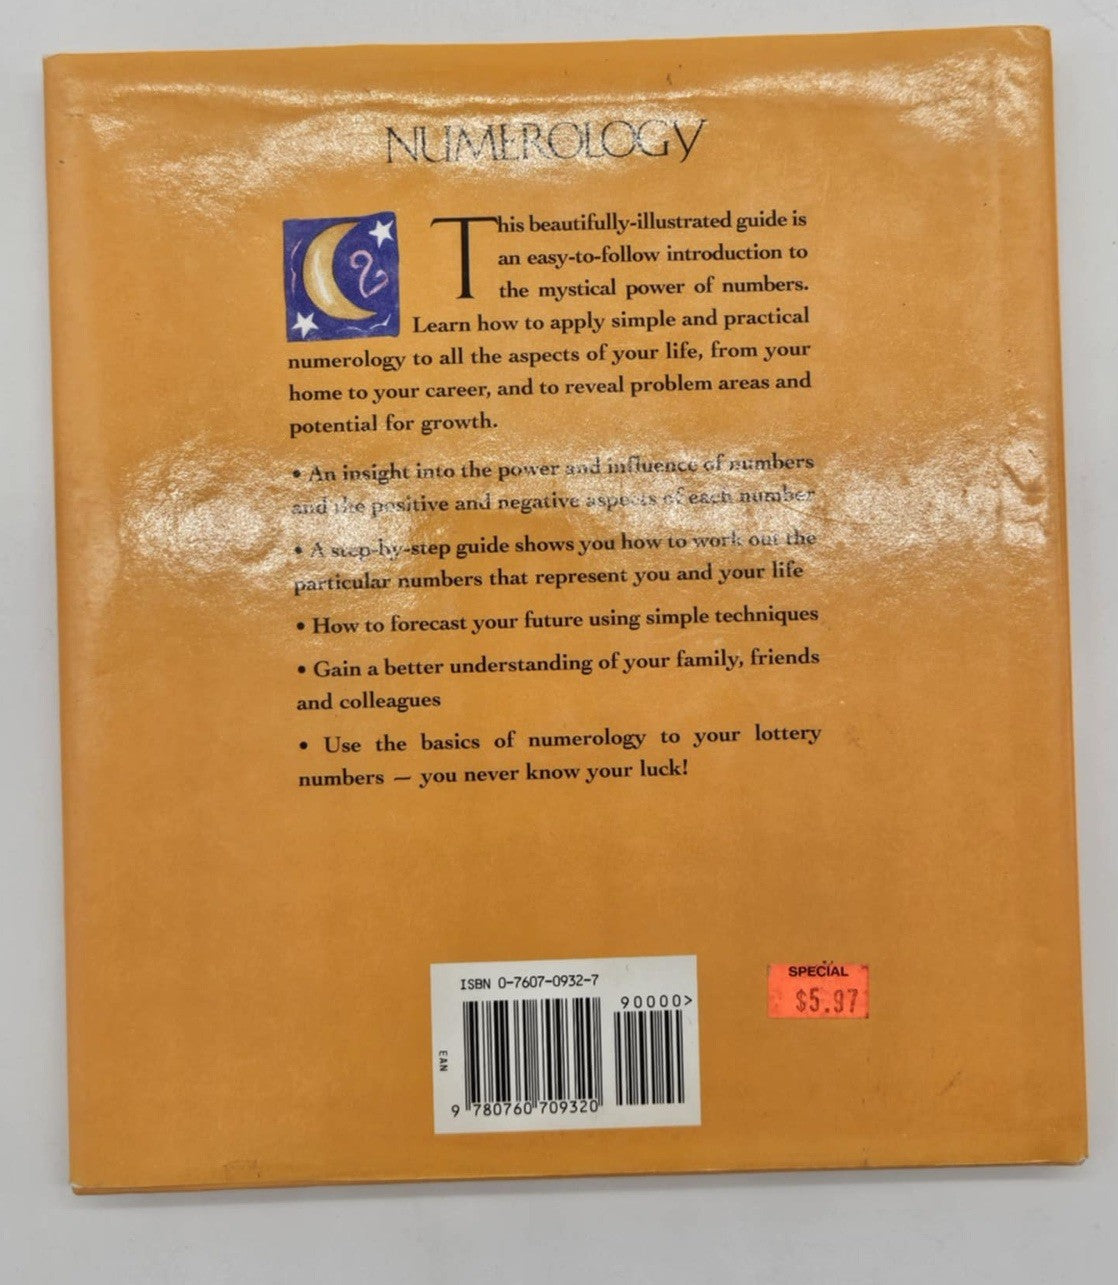 NUMEROLOGY
This beautifully-illustrated guide is
an easy-to-follow introduction to
the mystical power of numbers.
Learn how to apply simple and practical
numerology to all the aspects of your life, from your
home to your career, and to reveal problem areas and
potential for growth.
• An insight into the power and influence of numbers
and the positive and negative aspects of each number
• A step-by-step guide shows you how to work out the
particular numbers that represent you and your life
• How to forecast your future using simple techniques
• Gain a better understanding of your family, friends
and colleagues
• Use the basics of numerology to your lottery
numbers — you never know your luck!
ISBN 0-7607-0932-7
90000>
EAN
9 780760 709320
SPECIAL
$5.97
2